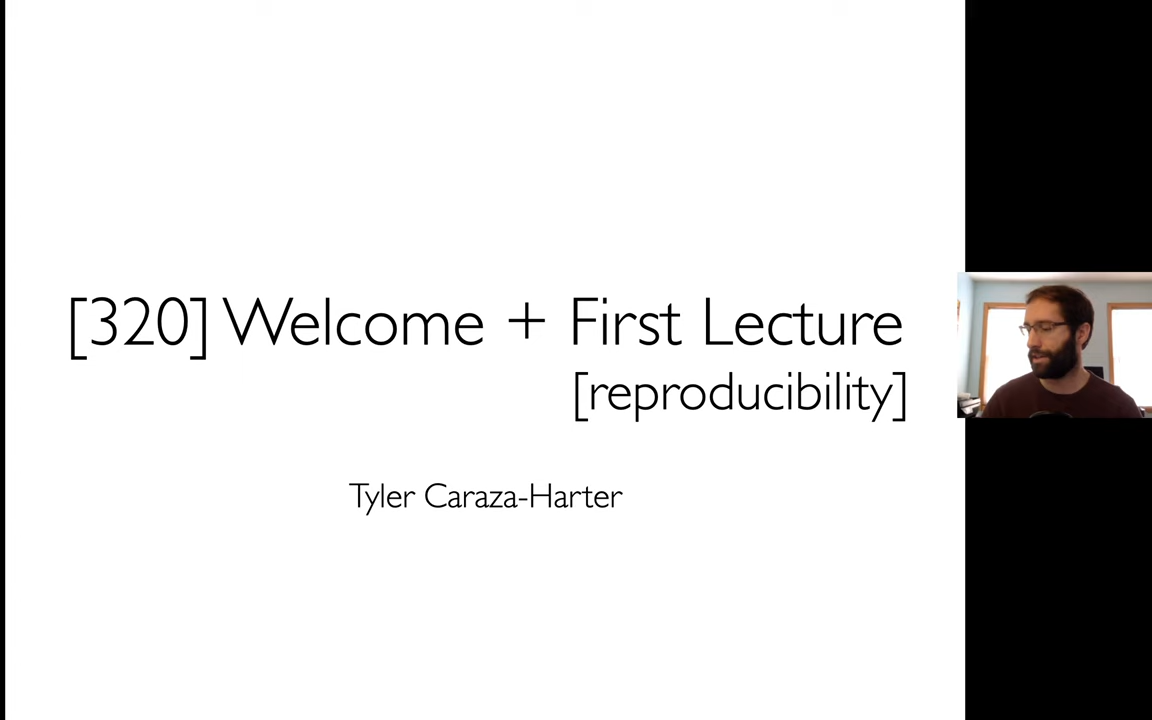 [320] Welcome + First Lecture
[reproducibility]
Tyler Caraza-Harter